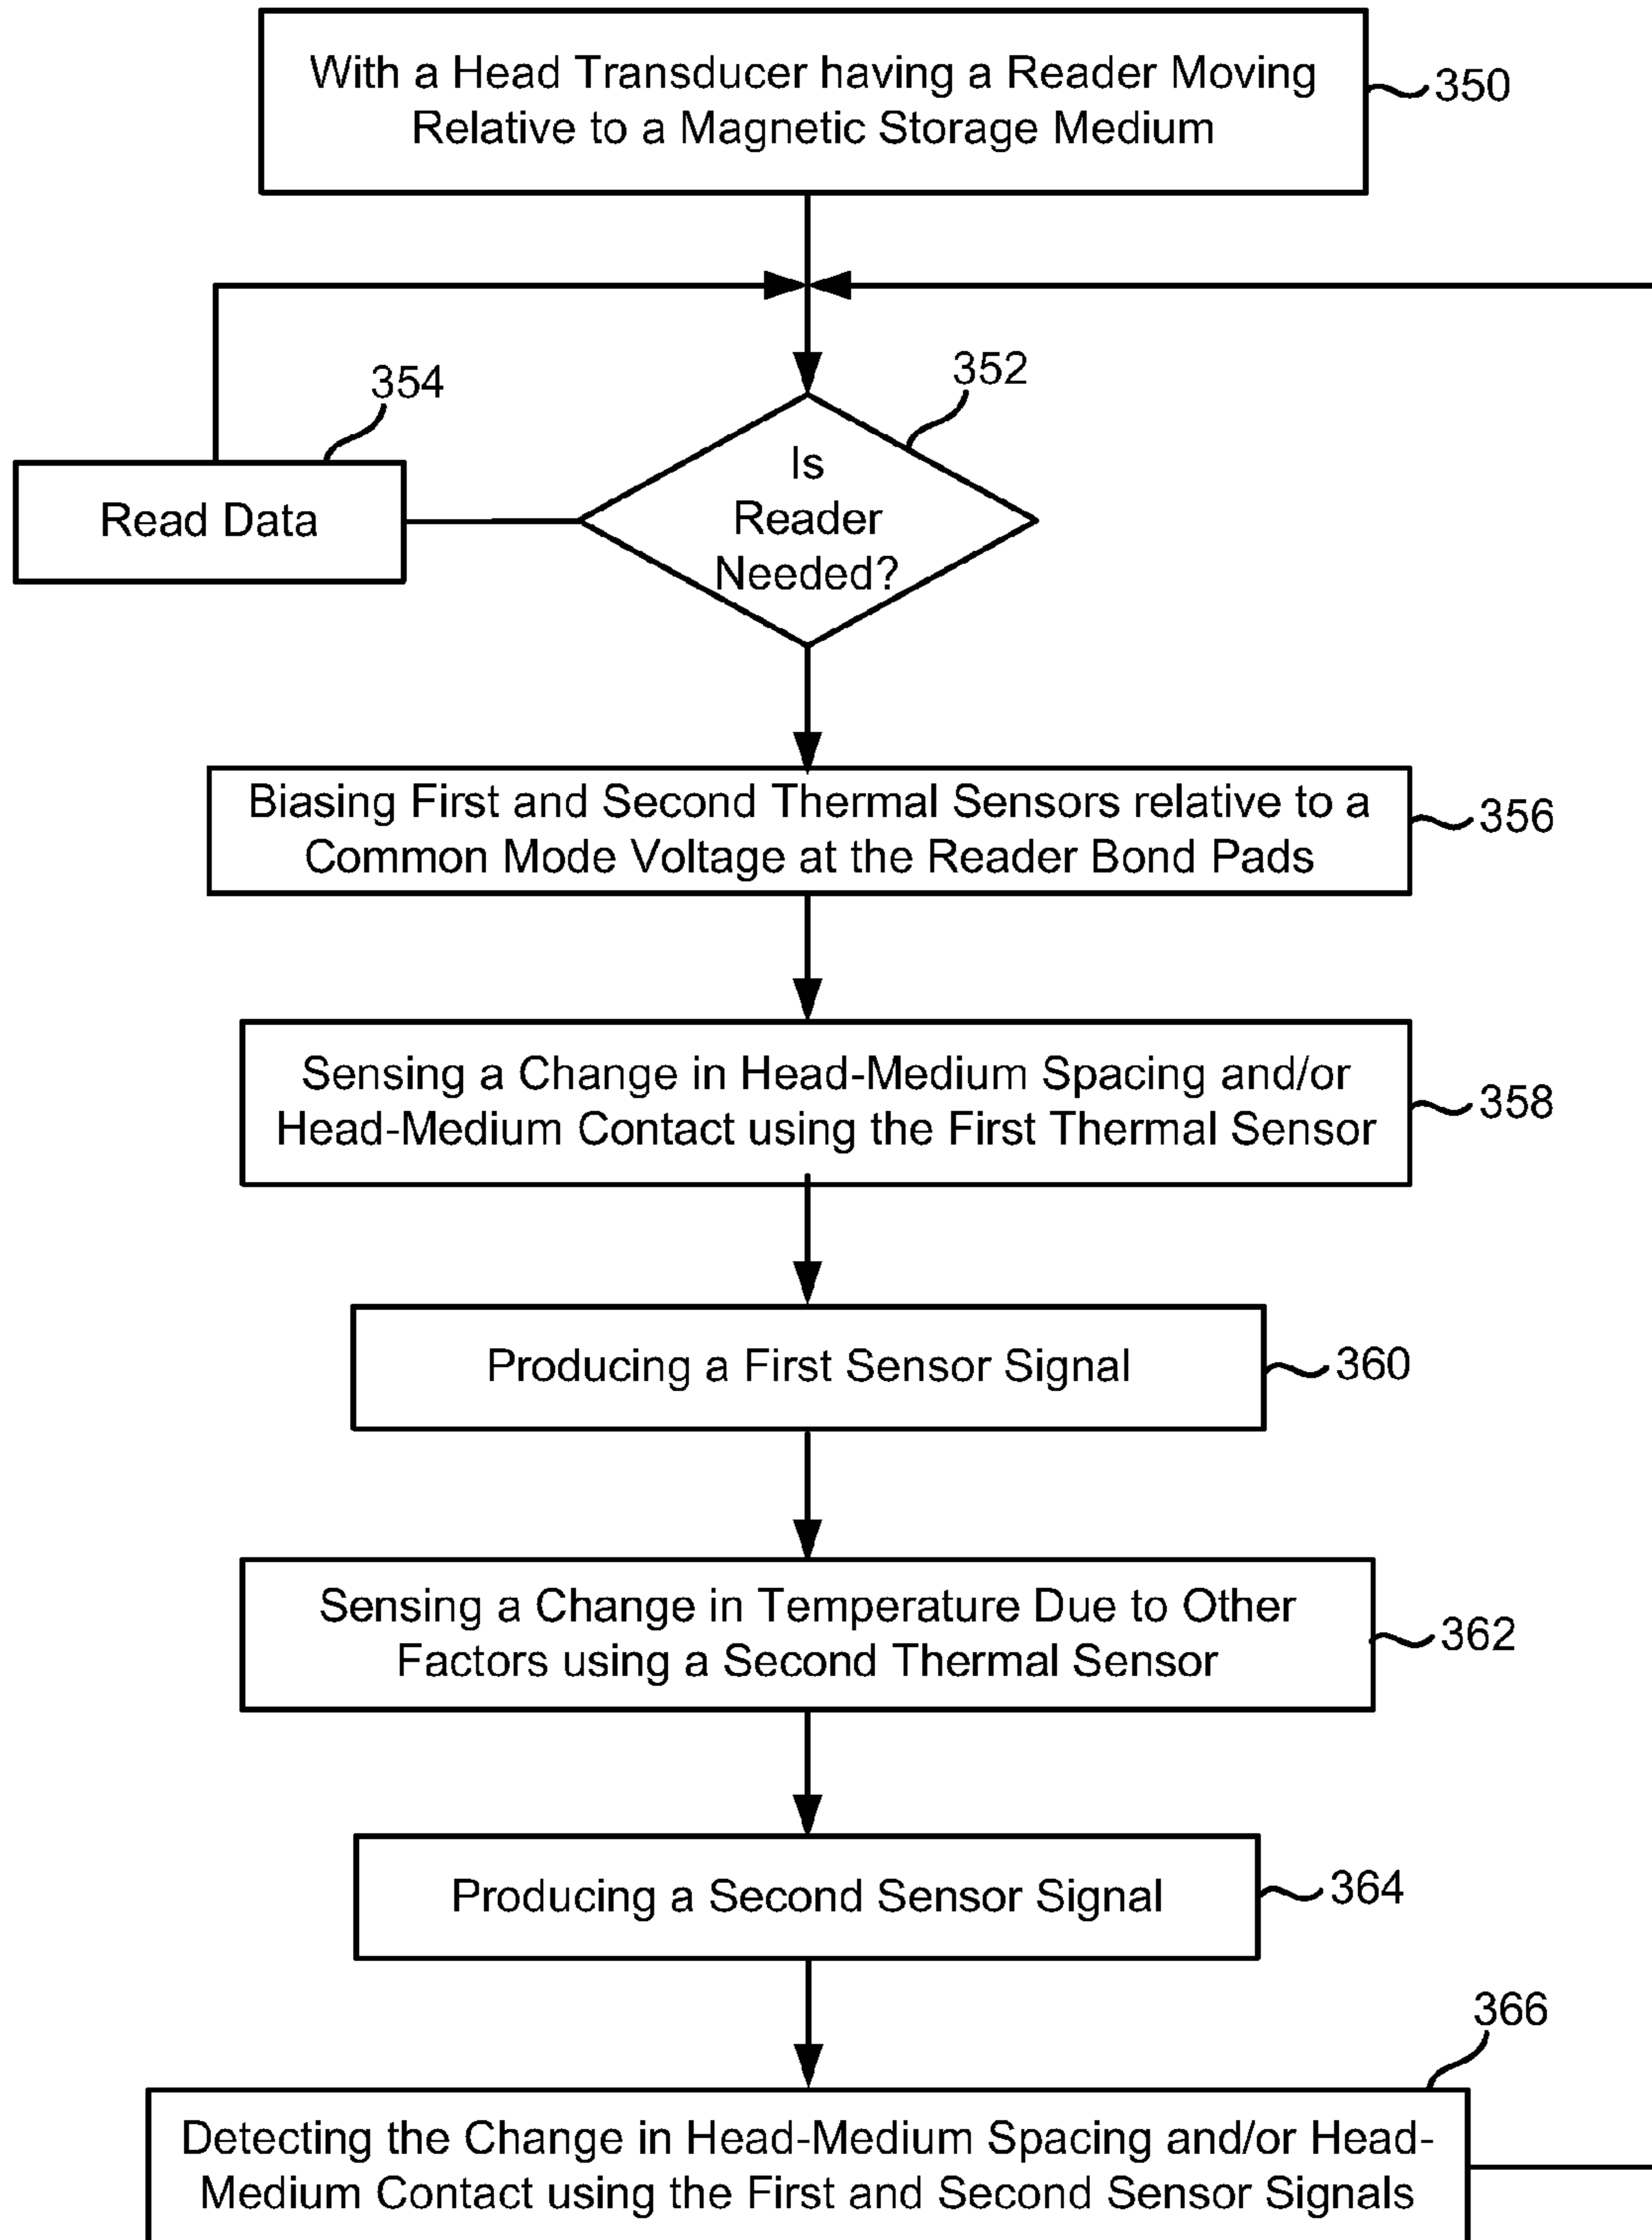 With a Head Transducer having a Reader Moving
Relative to a Magnetic Storage Medium
350
352
354
Is
Reader
Needed?
Read Data
Biasing First and Second Thermal Sensors relative to a
Common Mode Voltage at the Reader Bond Pads
356
Sensing a Change in Head-Medium Spacing and/or
Head-Medium Contact using the First Thermal Sensor
358
Producing a First Sensor Signal
360
Sensing a Change in Temperature Due to Other
Factors using a Second Thermal Sensor
362
Producing a Second Sensor Signal
364
366
Detecting the Change in Head-Medium Spacing and/or Head-
Medium Contact using the First and Second Sensor Signals